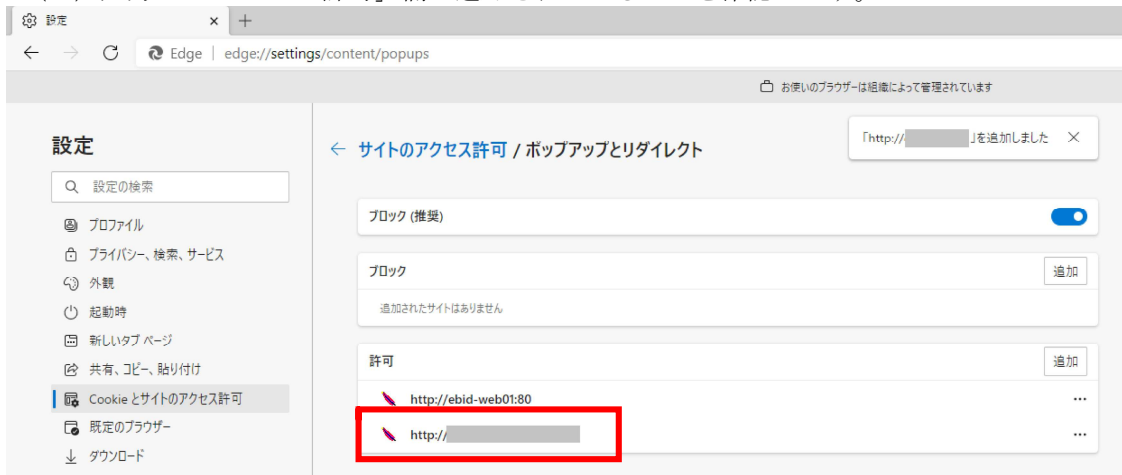 設定
Edge | edge://settings/content/popups
お使いのブラウザーは組織によって管理されています
設定
設定の検索
プロファイル
プライバシー、検索、サービス
外観
起動時
新しいタブ ページ
共有、コピー、貼り付け
Cookie とサイトのアクセス許可
既定のブラウザー
ダウンロード
サイトのアクセス許可 / ポップアップとリダイレクト
「http:// 」を追加しました
ブロック (推奨)
ブロック
追加
追加されたサイトはありません
許可
追加
http://ebid-web01:80
http://